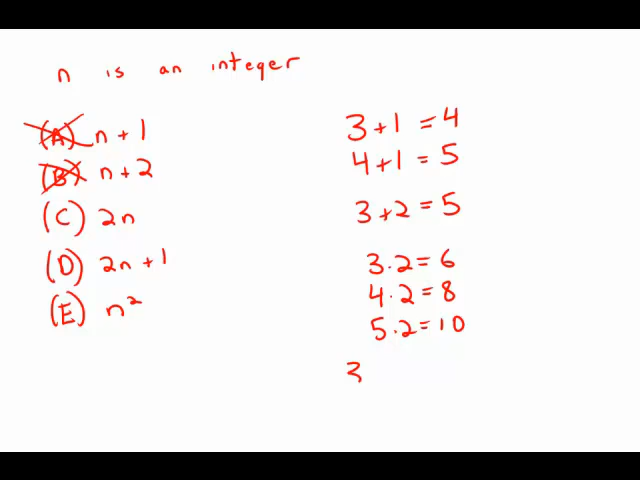 n is an integer
(A) n + 1
(B) n + 2
(C) 2n
(D) 2n + 1
(E) n²
3 + 1 = 4
4 + 1 = 5
3 + 2 = 5
3 · 2 = 6
4 · 2 = 8
5 · 2 = 10
3